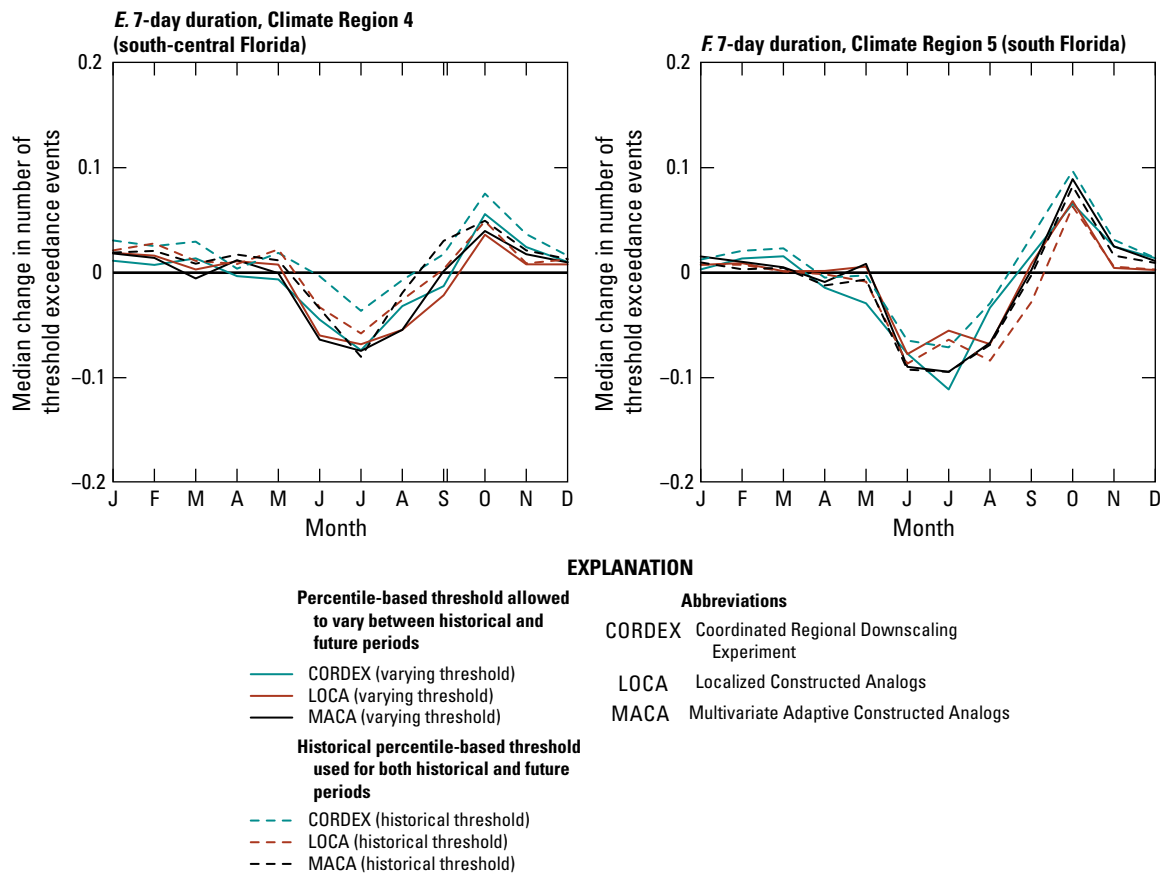 E. 7-day duration, Climate Region 4
(south-central Florida)
0.2
0.1
0
−0.1
−0.2
Median change in number of
threshold exceedance events
J F M A M J J A S O N D
Month
F. 7-day duration, Climate Region 5 (south Florida)
0.2
0.1
0
−0.1
−0.2
Median change in number of
threshold exceedance events
J F M A M J J A S O N D
Month
EXPLANATION
Percentile-based threshold allowed
to vary between historical and
future periods
CORDEX (varying threshold)
LOCA (varying threshold)
MACA (varying threshold)
Historical percentile-based threshold
used for both historical and future
periods
CORDEX (historical threshold)
LOCA (historical threshold)
MACA (historical threshold)
Abbreviations
CORDEX Coordinated Regional Downscaling
Experiment
LOCA Localized Constructed Analogs
MACA Multivariate Adaptive Constructed Analogs